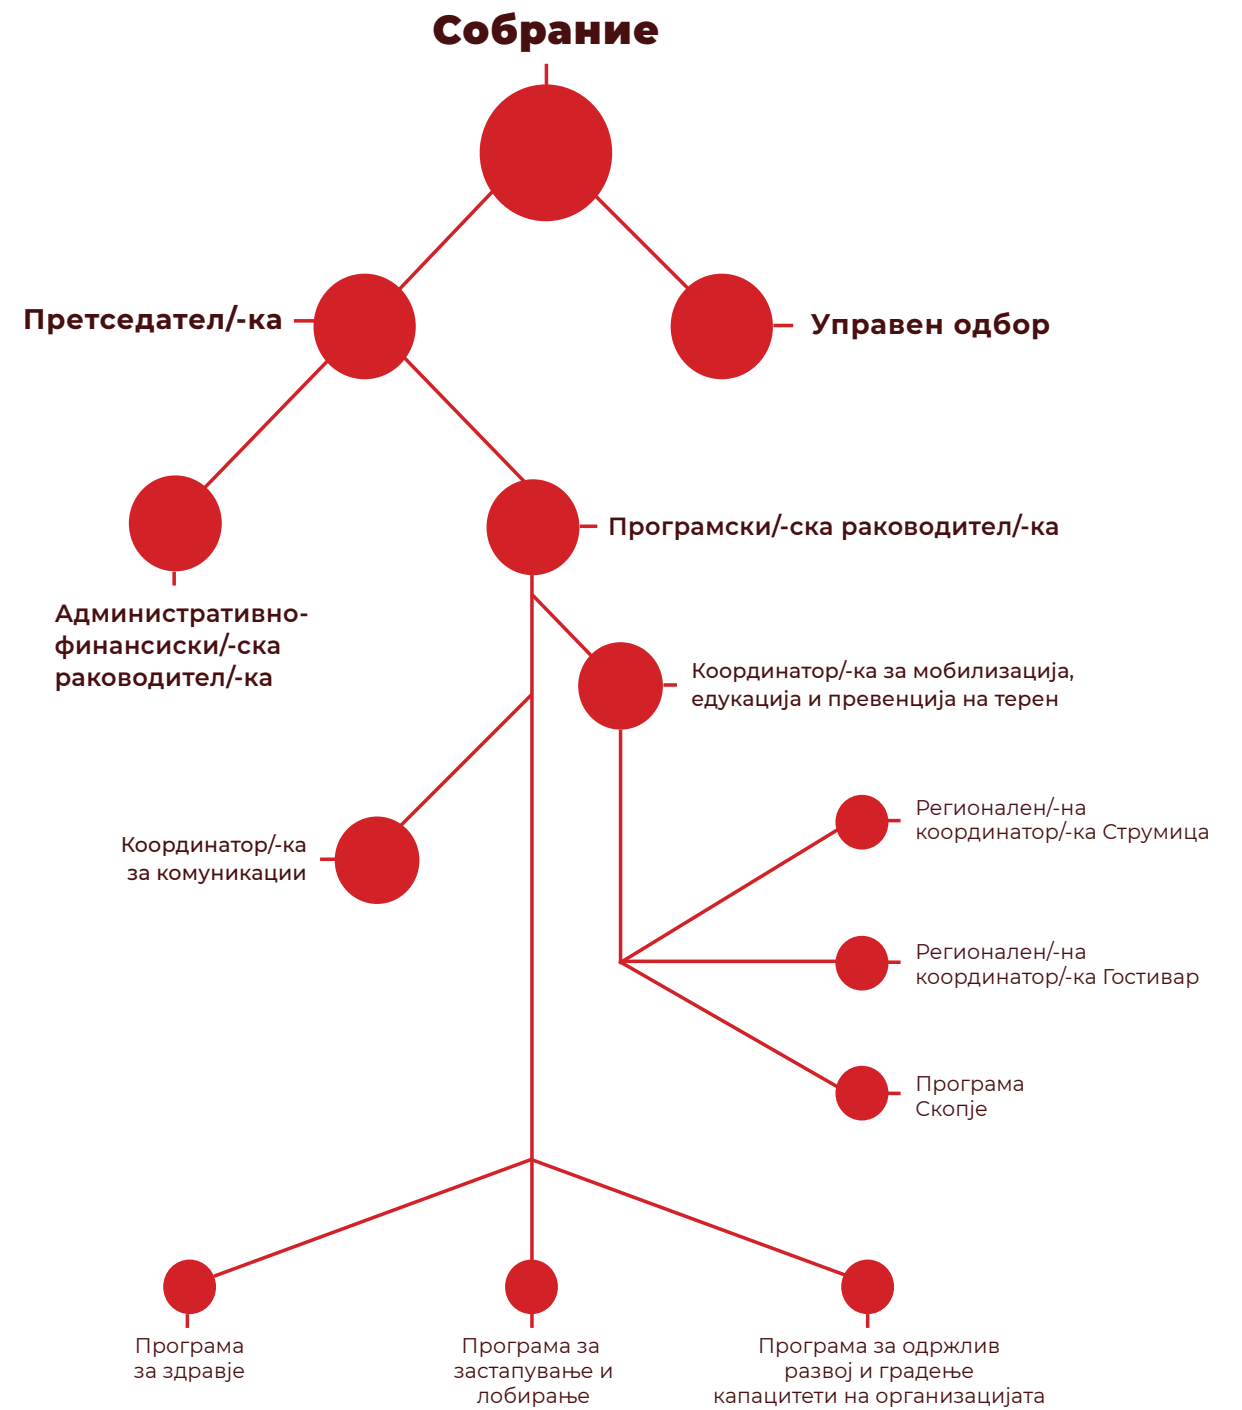 Собрание
Претседател/-ка
Управен одбор
Програмски/-ска раководител/-ка
Административно-
финансиски/-ска
раководител/-ка
Координатор/-ка за мобилизација,
едукација и превенција на терен
Координатор/-ка
за комуникации
Регионален/-на
координатор/-ка Струмица
Регионален/-на
координатор/-ка Гостивар
Програма
Скопје
Програма
за здравје
Програма за
застапување и
лобирање
Програма за одржлив
развој и градење
капацитети на организацијата